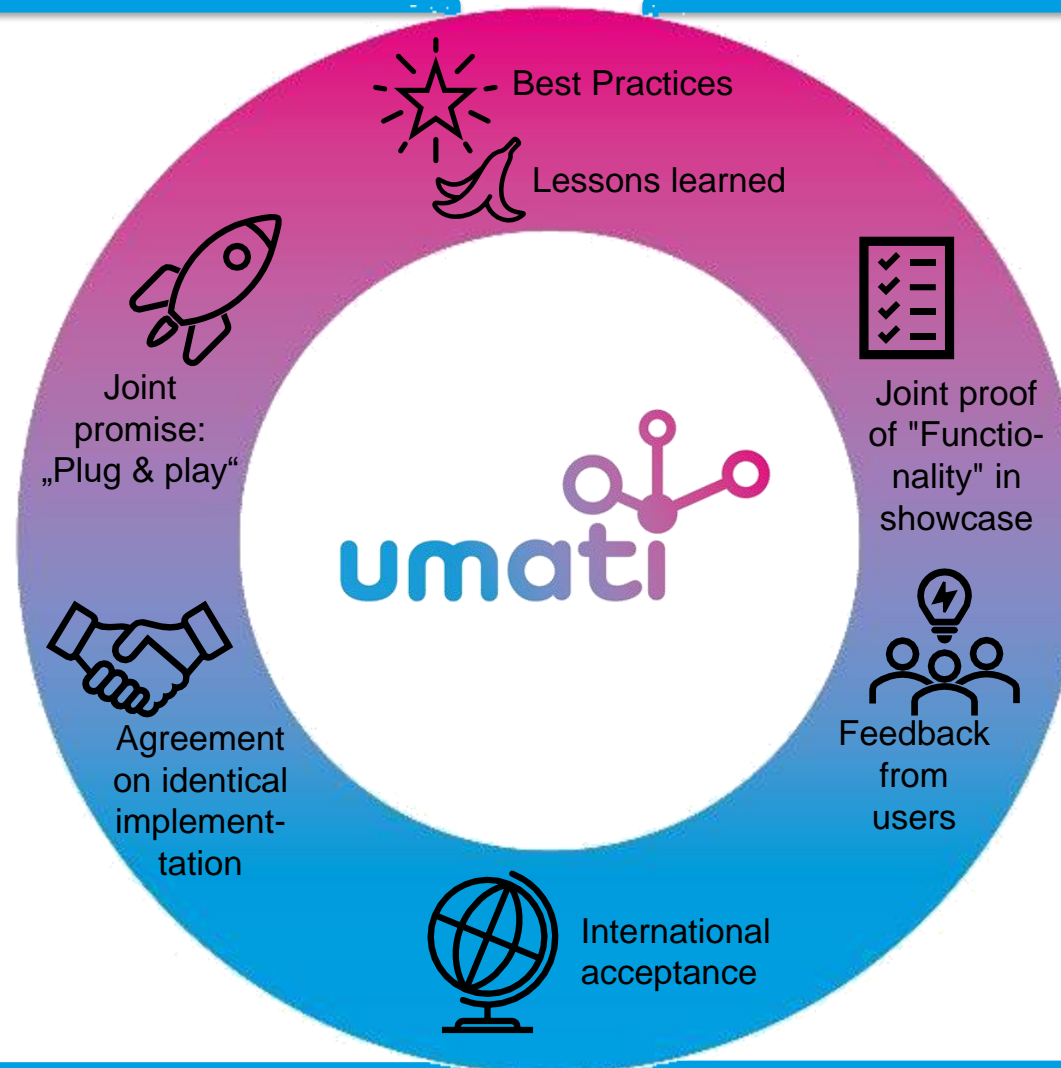 Best Practices
Lessons learned
Joint
promise:
„Plug & play“
Joint proof
of "Functio-
nality" in
showcase
umati
Agreement
on identical
implement-
tation
Feedback
from
users
International
acceptance